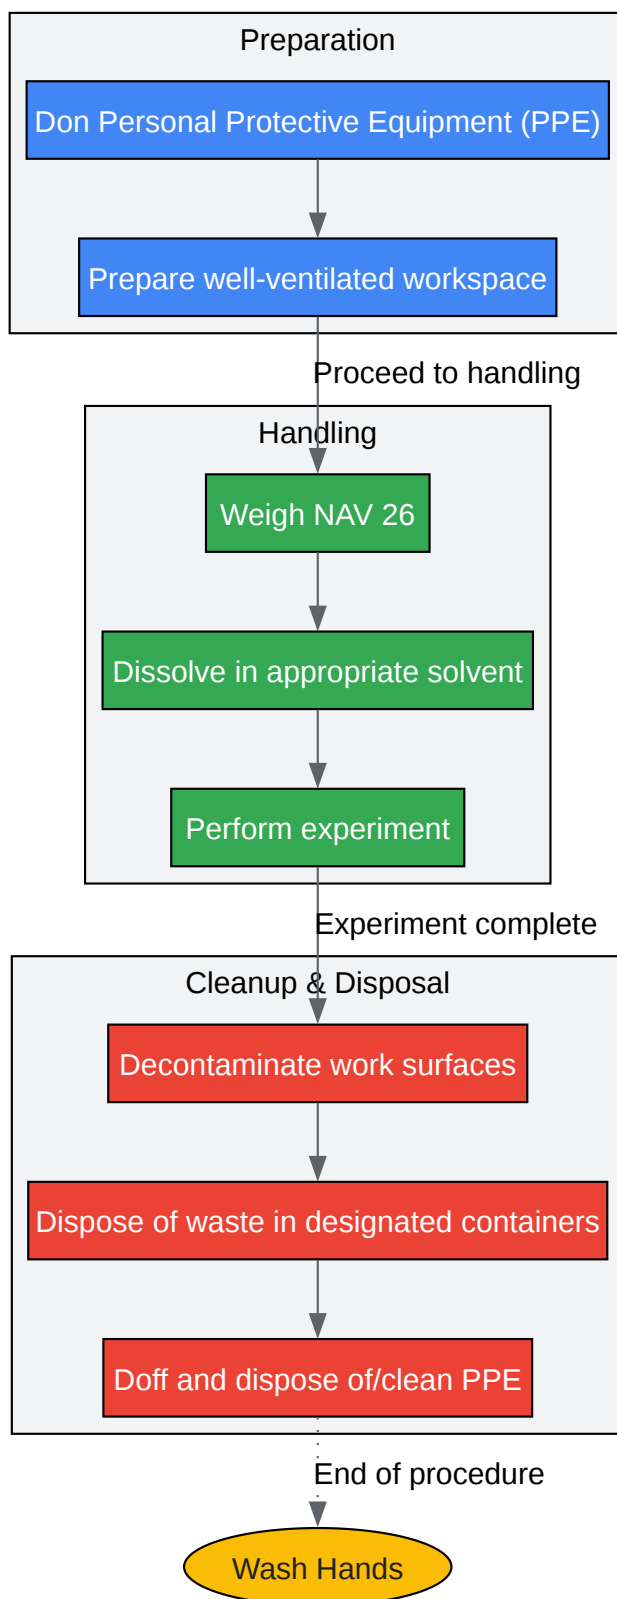 Preparation
Don Personal Protective Equipment (PPE)
Prepare well-ventilated workspace
Proceed to handling
Handling
Weigh NAV 26
Dissolve in appropriate solvent
Perform experiment
Experiment complete
Cleanup & Disposal
Decontaminate work surfaces
Dispose of waste in designated containers
Doff and dispose of/clean PPE
End of procedure
Wash Hands